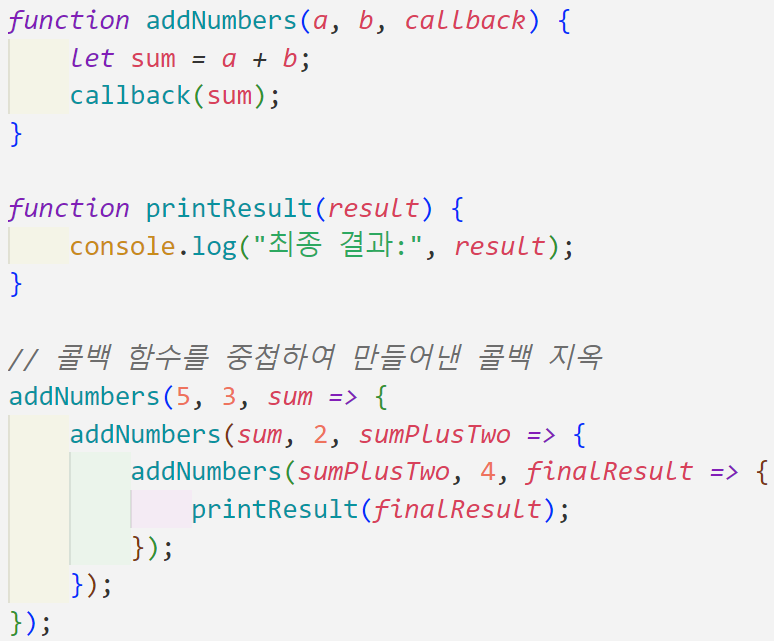 function addNumbers(a, b, callback) {
    let sum = a + b;
    callback(sum);
}

function printResult(result) {
    console.log("최종 결과:", result);
}

// 콜백 함수를 중첩하여 만들어낸 콜백 지옥
addNumbers(5, 3, sum => {
    addNumbers(sum, 2, sumPlusTwo => {
        addNumbers(sumPlusTwo, 4, finalResult => {
            printResult(finalResult);
        });
    });
});